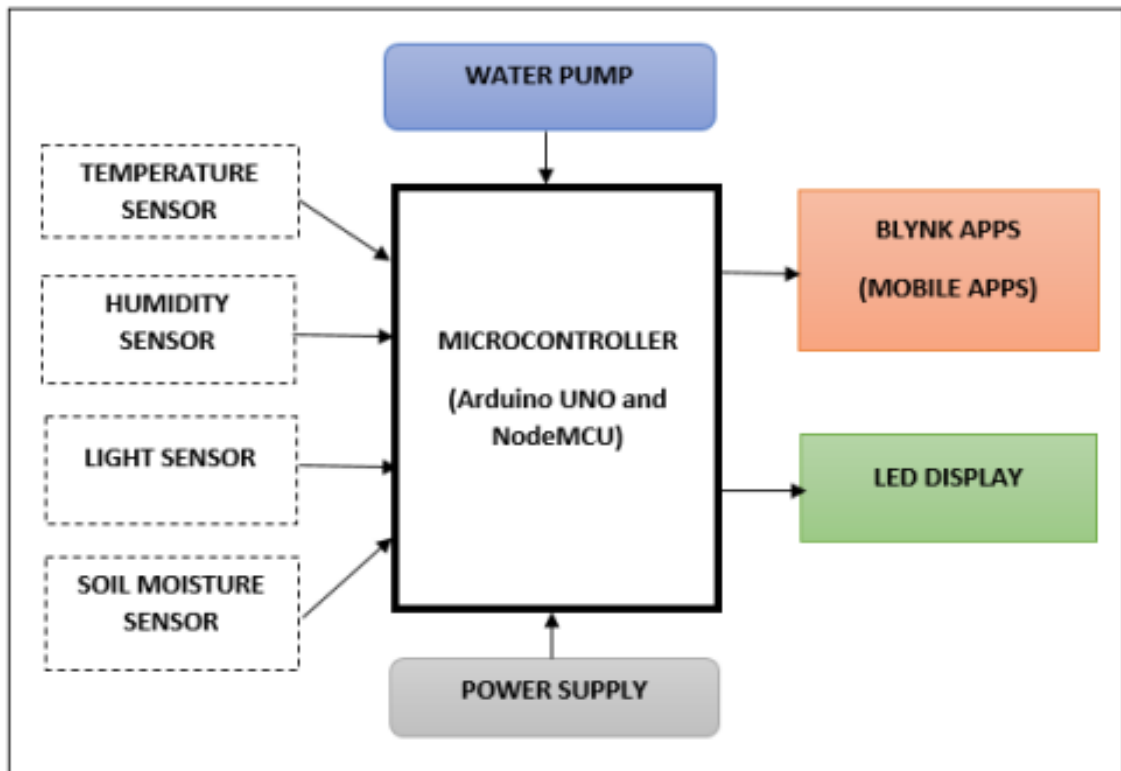 WATER PUMP
TEMPERATURE
SENSOR
HUMIDITY
SENSOR
LIGHT SENSOR
SOIL MOISTURE
SENSOR
MICROCONTROLLER
(Arduino UNO and
NodeMCU)
BLYNK APPS
(MOBILE APPS)
LED DISPLAY
POWER SUPPLY